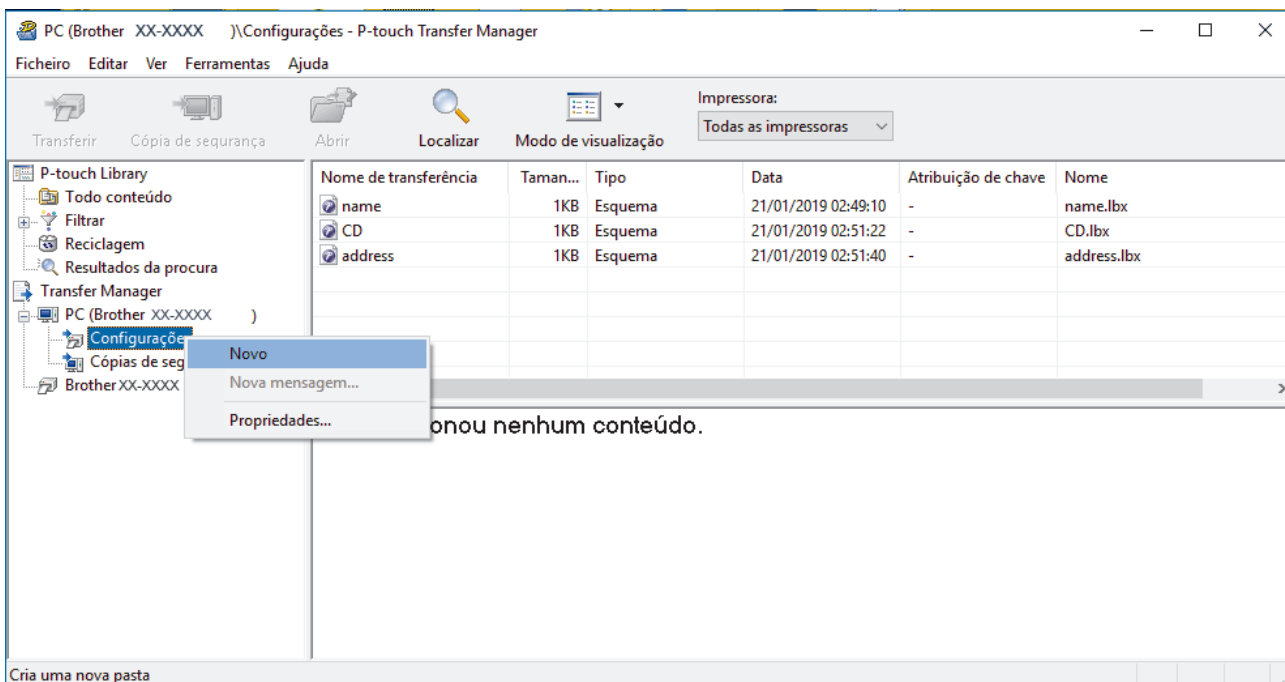 PC (Brother XX-XXXX )\Configurações - P-touch Transfer Manager
Ficheiro Editar Ver Ferramentas Ajuda
Impressora:
Todas as impressoras
Transferir Cópia de segurança Abrir Localizar Modo de visualização
P-touch Library
Todo conteúdo
Filtrar
Reciclagem
Resultados da procura
Transfer Manager
PC (Brother XX-XXXX )
Configurações
Cópias de seg
Brother XX-XXXX
Novo
Nova mensagem...
Propriedades...
Nome de transferência Taman... Tipo Data Atribuição de chave Nome
name 1KB Esquema 21/01/2019 02:49:10 - name.lbx
CD 1KB Esquema 21/01/2019 02:51:22 - CD.lbx
address 1KB Esquema 21/01/2019 02:51:40 - address.lbx
onou nenhum conteúdo.
Cria uma nova pasta